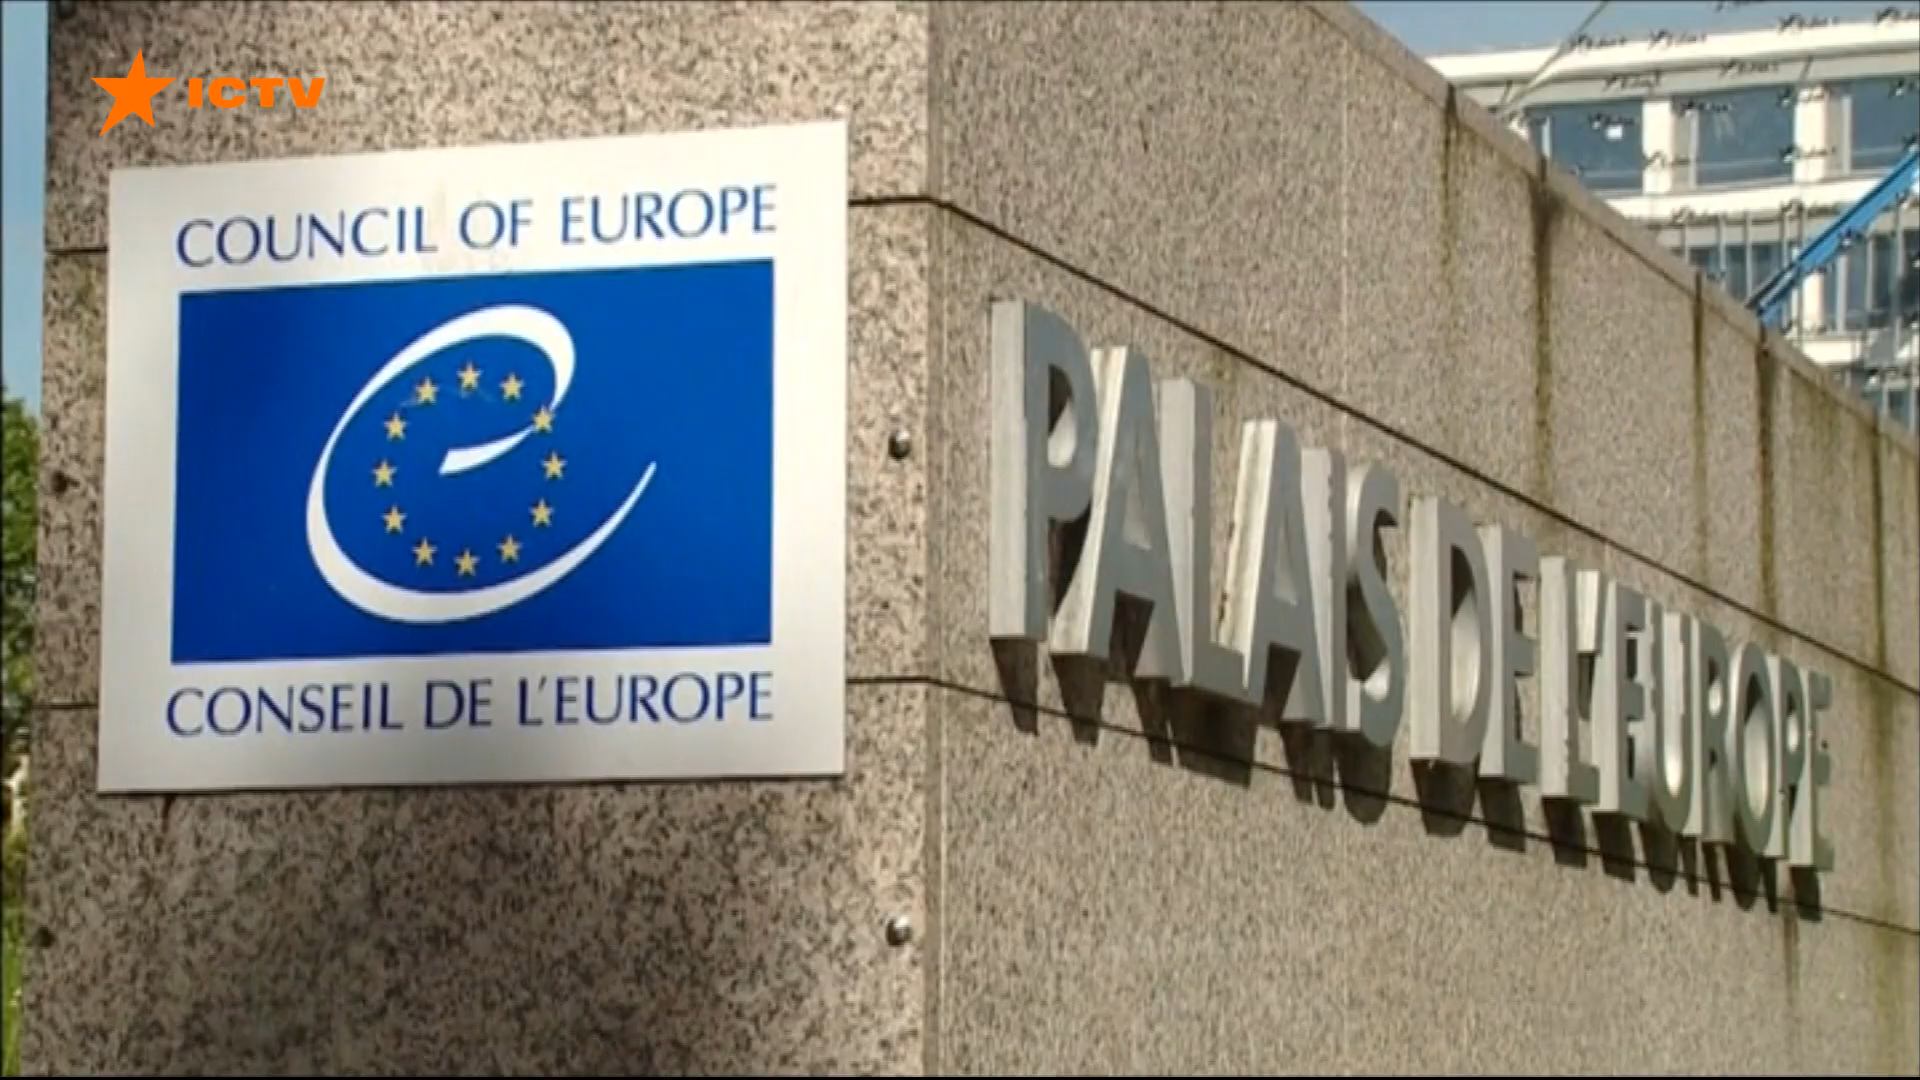 ICTV
COUNCIL OF EUROPE
CONSEIL DE L'EUROPE
PALAIS DE L'EUROPE